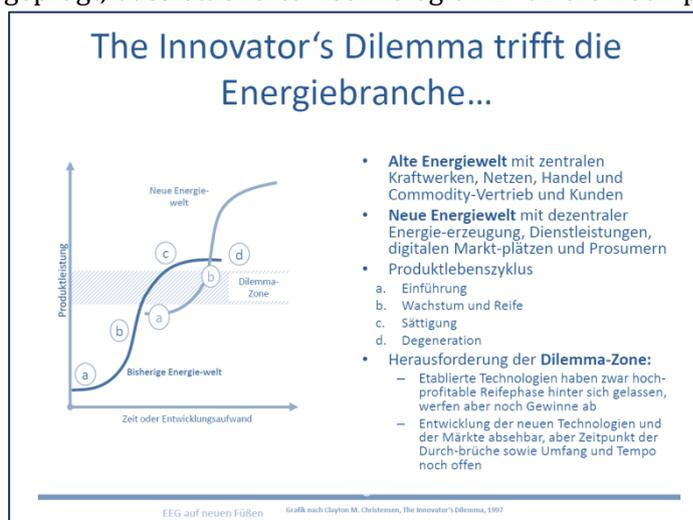 The Innovator‘s Dilemma trifft die
Energiebranche…
Neue Energie-
welt
c
d
b
Dilemma-
Zone
a
b
a
Bisherige Energie-welt
Produktleistung
Zeit oder Entwicklungsaufwand
• Alte Energiewelt mit zentralen
Kraftwerken, Netzen, Handel und
Commodity-Vertrieb und Kunden
• Neue Energiewelt mit dezentraler
Energie-erzeugung, Dienstleistungen,
digitalen Markt-plätzen und Prosumern
• Produktlebenszyklus
a. Einführung
b. Wachstum und Reife
c. Sättigung
d. Degeneration
• Herausforderung der Dilemma-Zone:
– Etablierte Technologien haben zwar hoch-
profitable Reifephase hinter sich gelassen,
werfen aber noch Gewinne ab
– Entwicklung der neuen Technologien und
der Märkte absehbar, aber Zeitpunkt der
Durch-brüche sowie Umfang und Tempo
noch offen
EEG auf neuen Füßen
Grafik nach Clayton M. Christensen, The Innovator‘s Dilemma, 1997